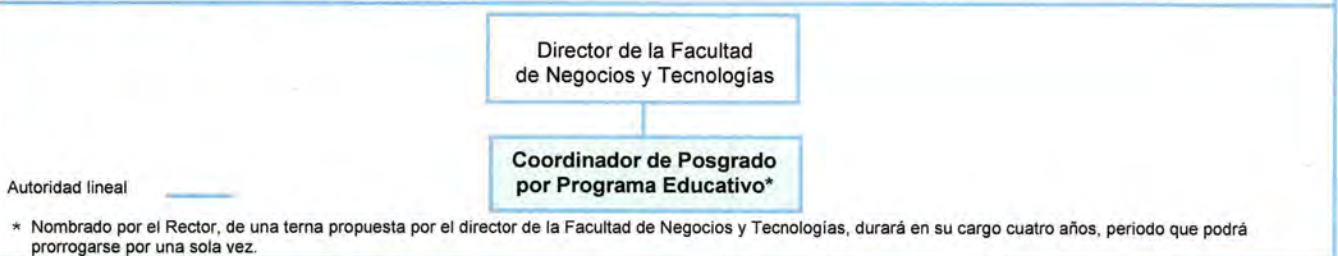 Director de la Facultad
de Negocios y Tecnologías
Coordinador de Posgrado
por Programa Educativo*
Autoridad lineal
* Nombrado por el Rector, de una terna propuesta por el director de la Facultad de Negocios y Tecnologías, durará en su cargo cuatro años, periodo que podrá
prorrogarse por una sola vez.